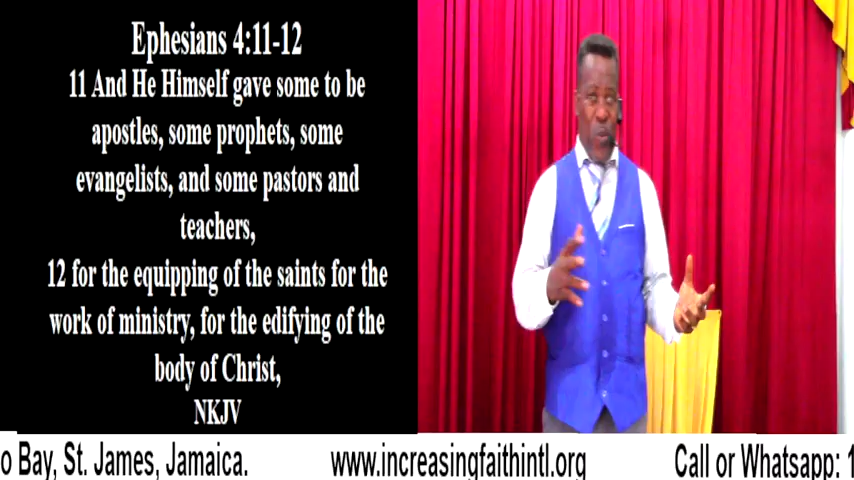 Ephesians 4:11-12
11 And He Himself gave some to be
apostles, some prophets, some
evangelists, and some pastors and
teachers,
12 for the equipping of the saints for the
work of ministry, for the edifying of the
body of Christ,
NKJV
o Bay, St. James, Jamaica. www.increasingfaithintl.org Call or Whatsapp: 1